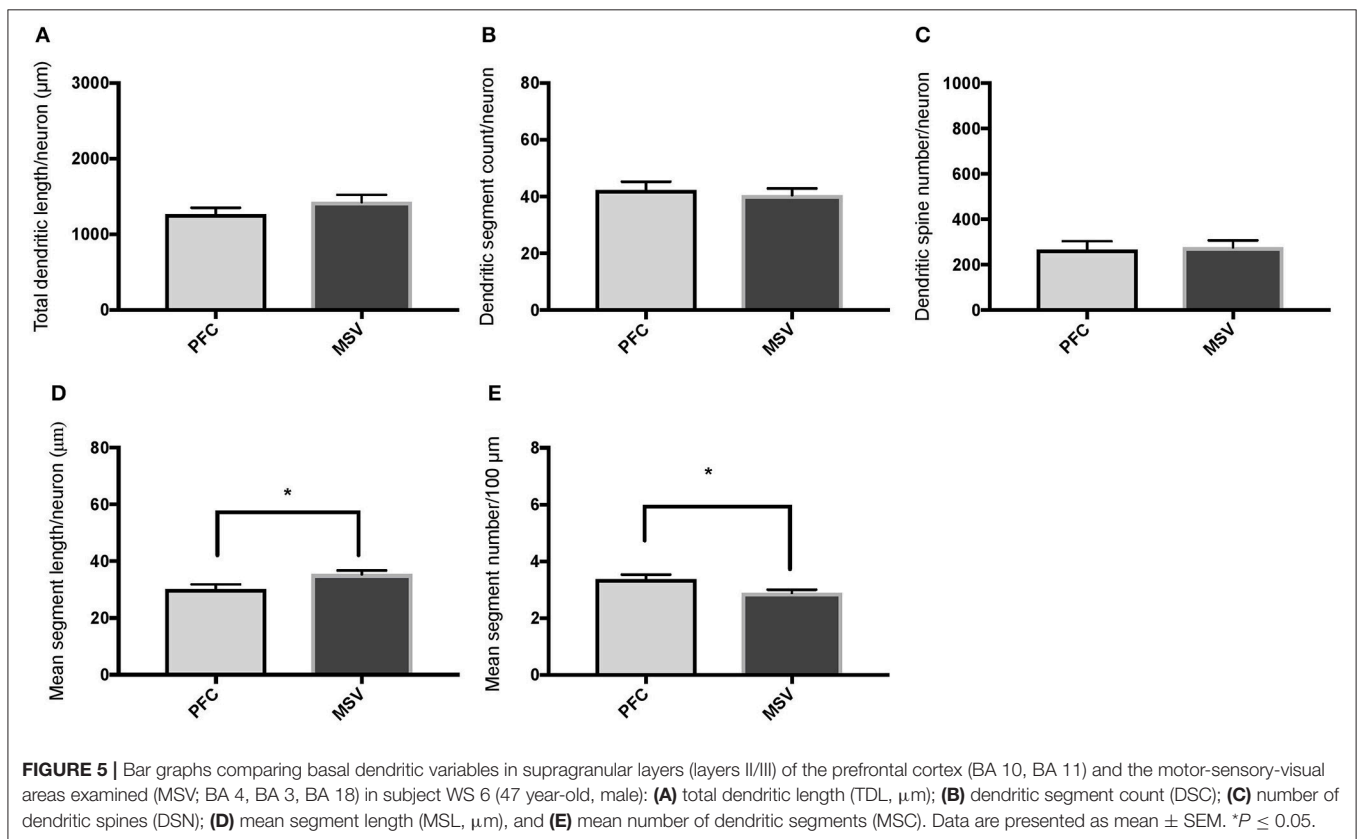 A
B
C
Total dendritic length/neuron (µm)
3000
2000
1000
0
PFC
MSV
Dendritic segment count/neuron
80
60
40
20
0
PFC
MSV
Dendritic spine number/neuron
1000
800
600
400
200
0
PFC
MSV
D
E
Mean segment length/neuron (µm)
80
60
40
20
0
*
PFC
MSV
Mean segment number/100 µm
8
6
4
2
0
*
PFC
MSV
FIGURE 5 | Bar graphs comparing basal dendritic variables in supragranular layers (layers II/III) of the prefrontal cortex (BA 10, BA 11) and the motor-sensory-visual
areas examined (MSV; BA 4, BA 3, BA 18) in subject WS 6 (47 year-old, male): (A) total dendritic length (TDL, µm); (B) dendritic segment count (DSC); (C) number of
dendritic spines (DSN); (D) mean segment length (MSL, µm), and (E) mean number of dendritic segments (MSC). Data are presented as mean ± SEM. *P ≤ 0.05.